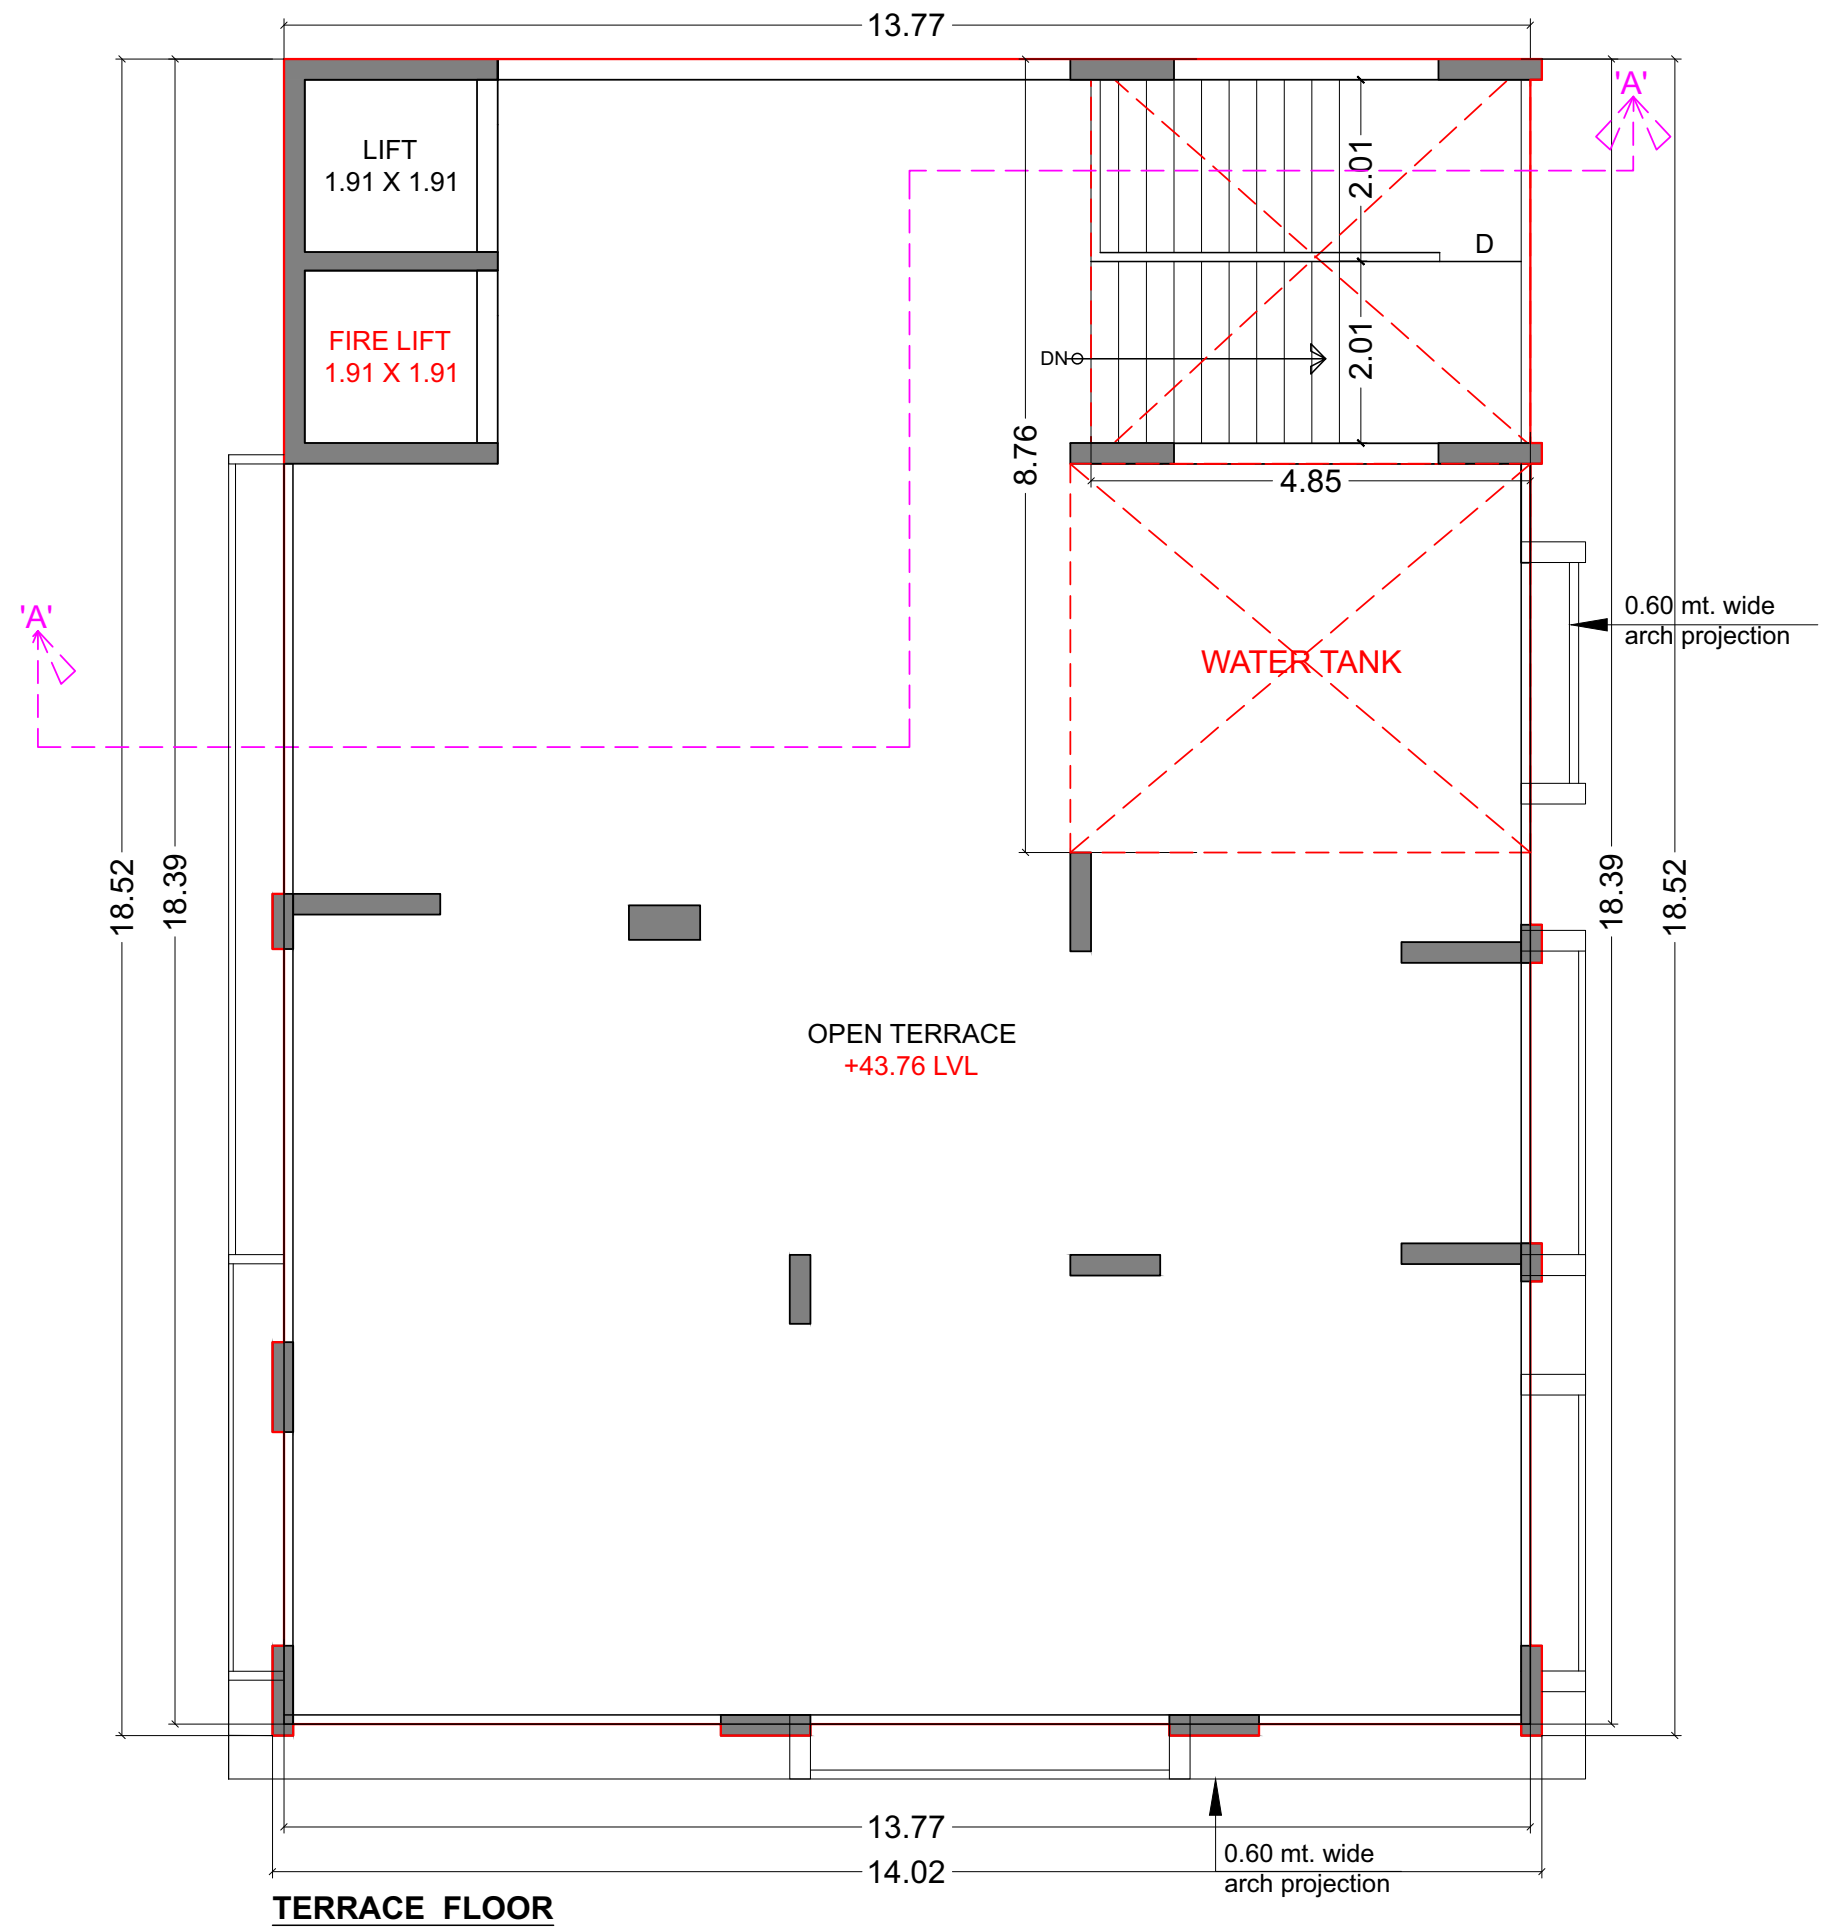 13.77
'A'
LIFT
1.91 X 1.91
2.01
D
FIRE LIFT
1.91 X 1.91
2.01
DN
8.76
4.85
'A'
0.60 mt. wide
arch projection
WATER TANK
18.52
18.39
18.39
18.52
OPEN TERRACE
+43.76 LVL
13.77
0.60 mt. wide
arch projection
14.02
TERRACE FLOOR